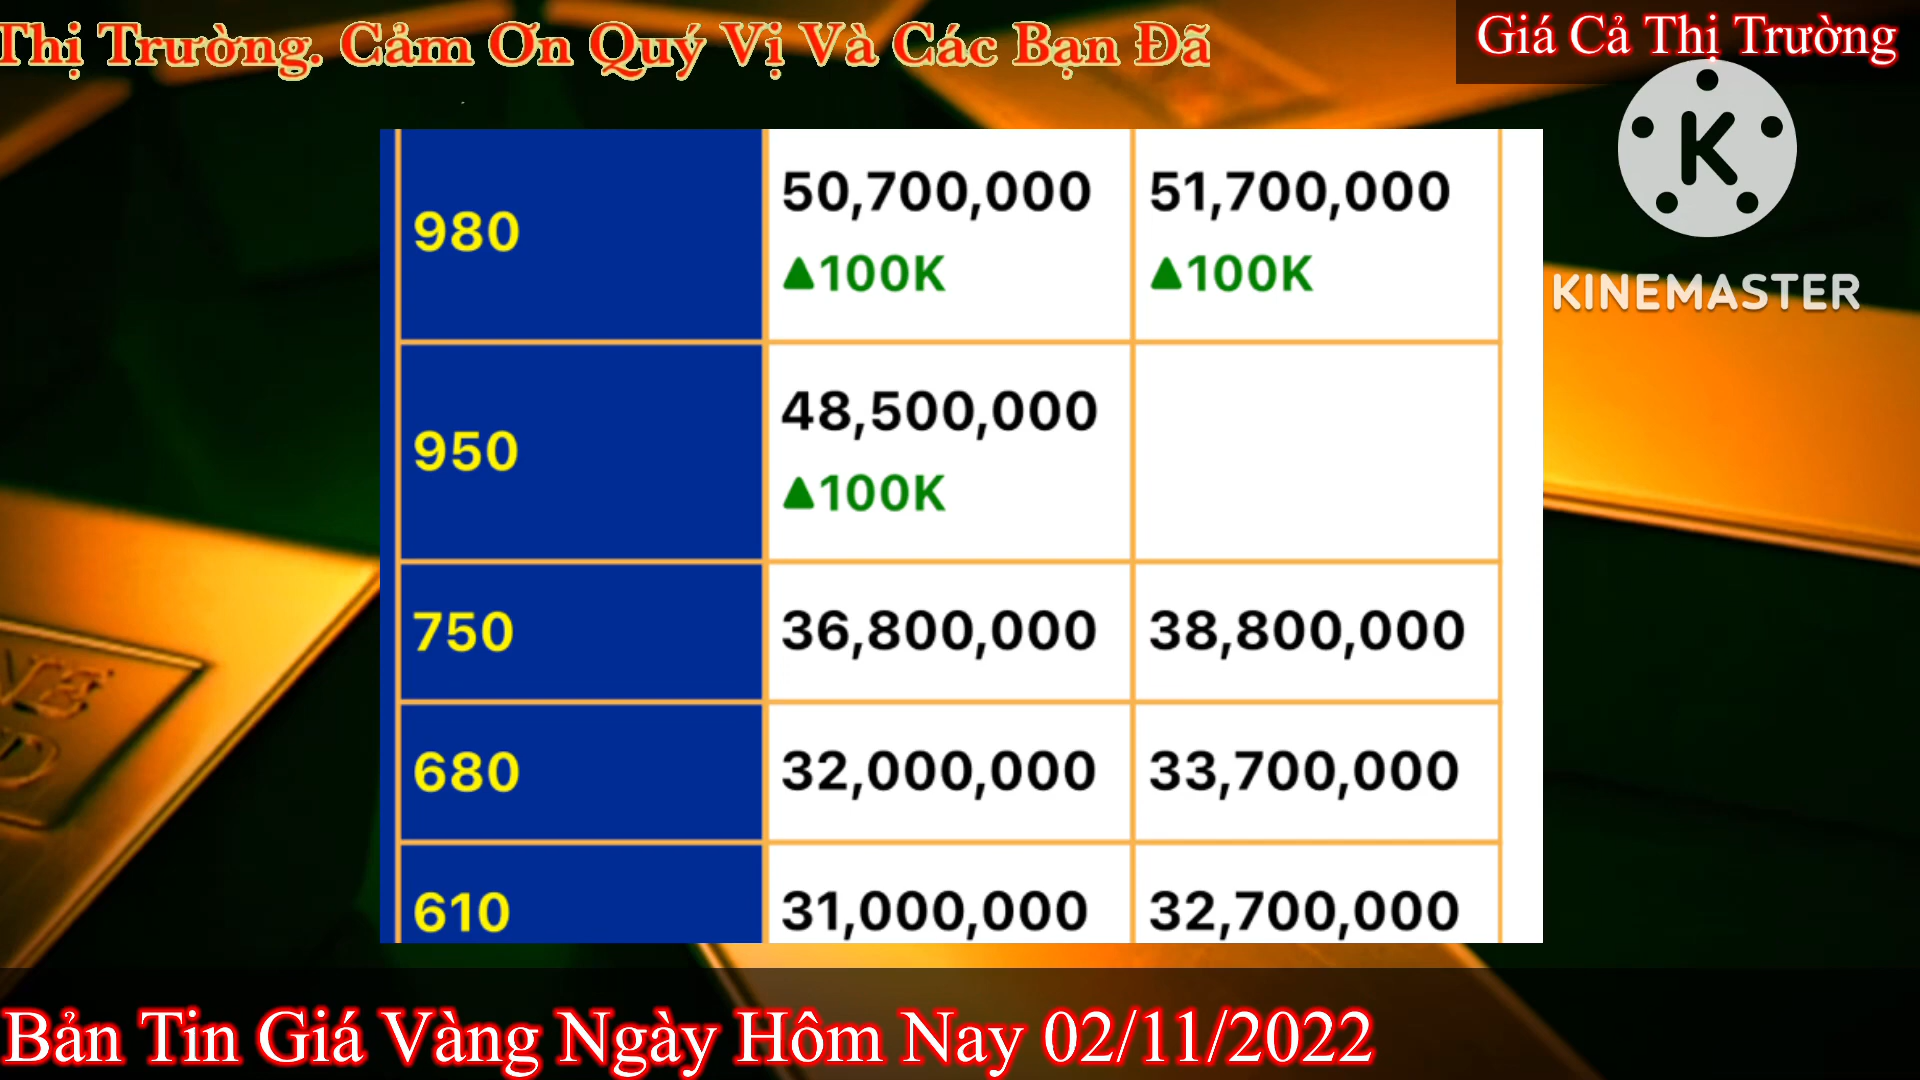 Thị Trường. Cảm Ơn Quý Vị Và Các Bạn Đã
Giá Cả Thị Trường
K
KINEMASTER
980 50,700,000 51,700,000
▲100K ▲100K
950 48,500,000
▲100K
750 36,800,000 38,800,000
680 32,000,000 33,700,000
610 31,000,000 32,700,000
Bản Tin Giá Vàng Ngày Hôm Nay 02/11/2022